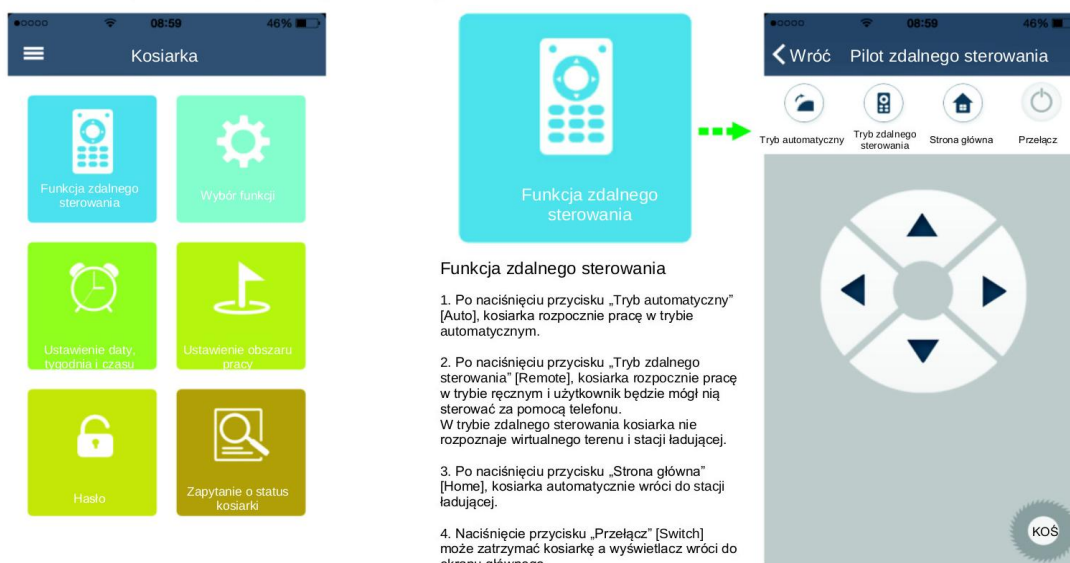 08:59 46%
Kosiarka
Funkcja zdalnego
sterowania
Wybór funkcji
Ustawienie daty,
tygodnia i czasu
Ustawienie obszaru
pracy
Hasło
Zapytanie o status
kosiarki
Funkcja zdalnego
sterowania
Funkcja zdalnego sterowania
1. Po naciśnięciu przycisku „Tryb automatyczny”
[Auto], kosiarka rozpocznie pracę w trybie
automatycznym.
2. Po naciśnięciu przycisku „Tryb zdalnego
sterowania” [Remote], kosiarka rozpocznie pracę
w trybie ręcznym i użytkownik będzie mógł nią
sterować za pomocą telefonu.
W trybie zdalnego sterowania kosiarka nie
rozpoznaje wirtualnego terenu i stacji ładującej.
3. Po naciśnięciu przycisku „Strona główna”
[Home], kosiarka automatycznie wróci do stacji
ładującej.
4. Naciśnięcie przycisku „Przełącz” [Switch]
może zatrzymać kosiarkę a wyświetlacz wróci do
ekranu głównego.
08:59 46%
Wróć Pilot zdalnego sterowania
Tryb automatyczny
Tryb zdalnego
sterowania
Strona główna
Przełącz
KOŚ